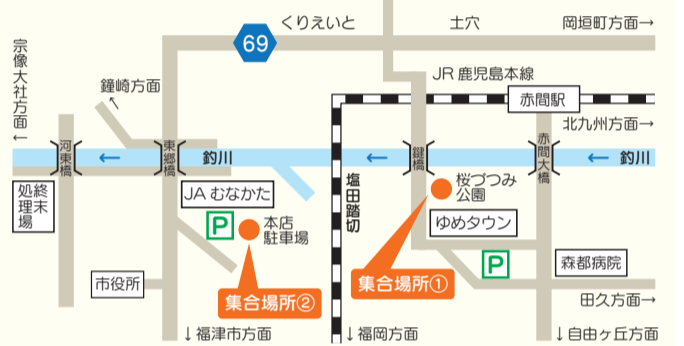 くりえいと
土穴
岡垣町方面→
69
宗像大社方面→
鐘崎方面→
JR鹿児島本線
赤間駅
北九州方面→
河東橋
←
東郷橋
釣川
←
鍵橋
赤間大橋
←釣川
終末
処理場
JAむなかた
P
本店
駐車場
塩田踏切
桜づつみ
公園
ゆめタウン
P
森都病院
市役所
集合場所②
集合場所①
田久方面→
↓福津市方面
↓福岡方面
↓自由ヶ丘方面